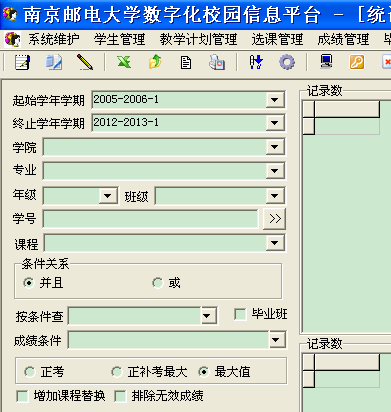 南京邮电大学数字化校园信息平台 - [统
系统维护 学生管理 教学计划管理 选课管理 成绩管理
起始学年学期 2005-2006-1
终止学年学期 2012-2013-1
学院
专业
年级 班级
学号 >>
课程
条件关系
并且 或
按条件查 毕业班
成绩条件
正考 正补考最大 最大值
增加课程替换 排除无效成绩
记录数
记录数